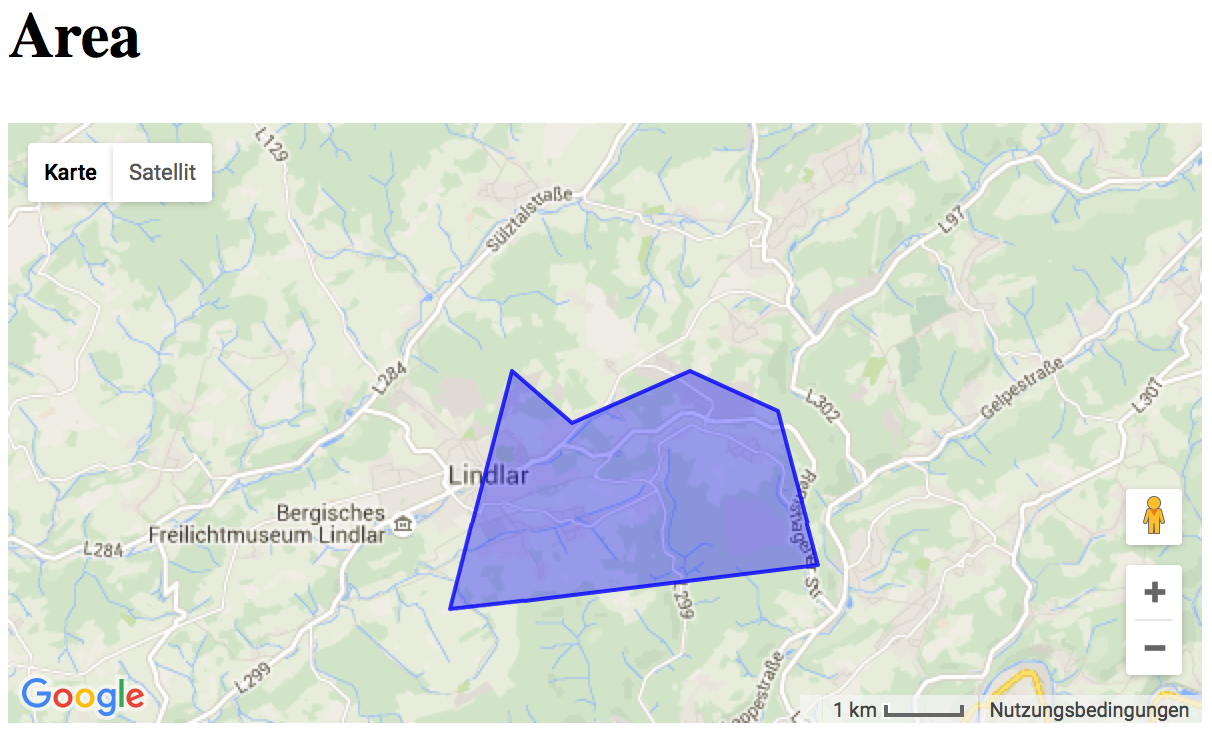 Area
Karte Satellit
L129
Sülztalstraße
L97
L284
L302
Gelpestraße
L301
Lindlar
Bergisches
Freilichtmuseum Lindlar
L284
L299
L299
Google
1 km
Nutzungsbedingungen